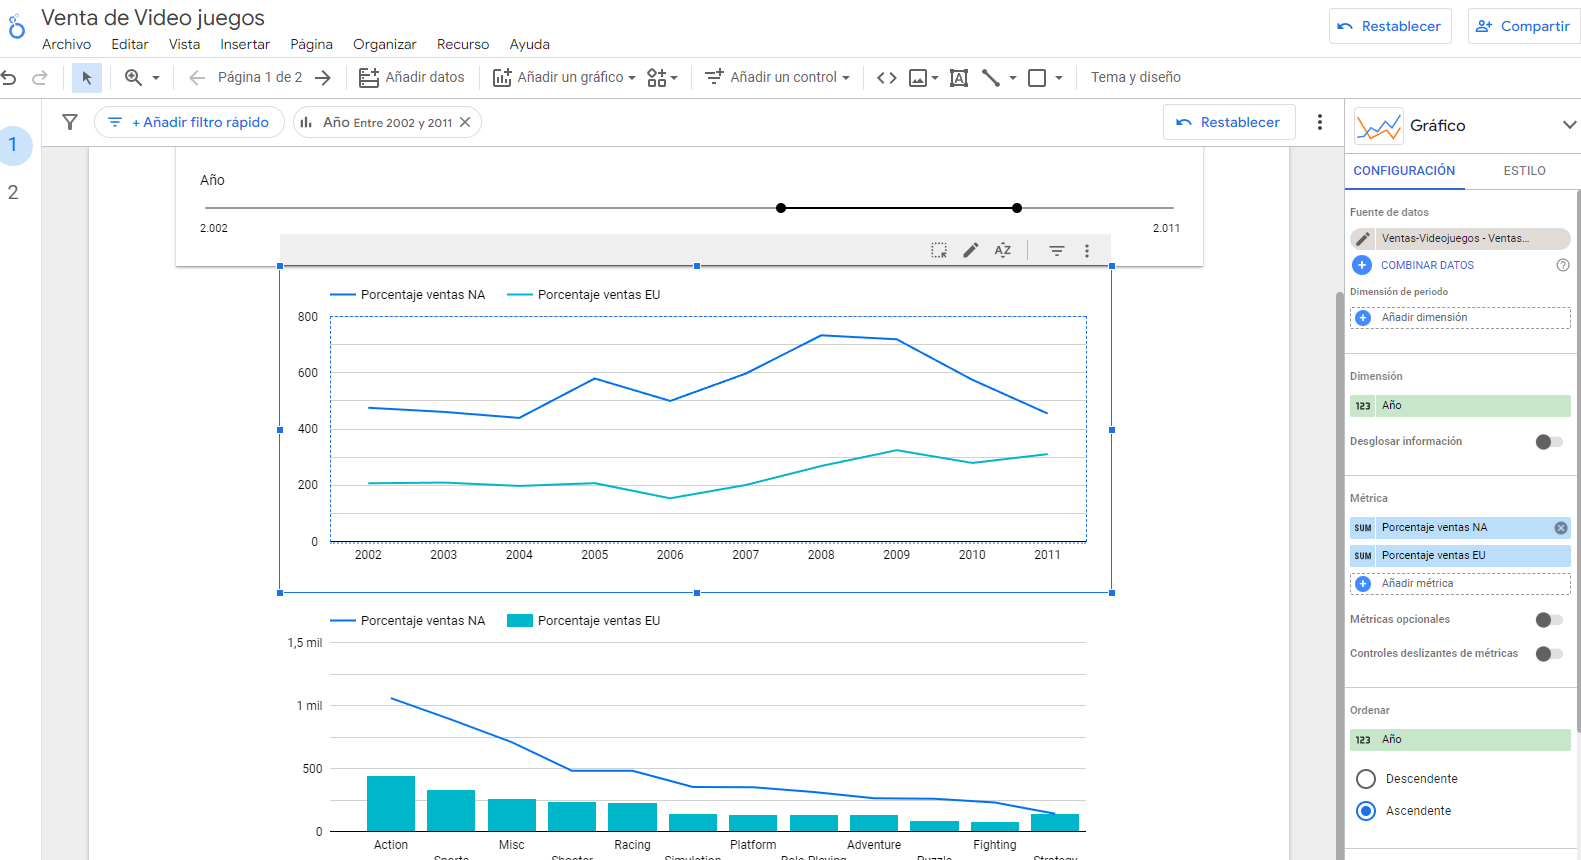 Venta de Video juegos
Archivo Editar Vista Insertar Página Organizar Recurso Ayuda
Restablecer
Compartir
Página 1 de 2
Añadir datos
Añadir un gráfico
Añadir un control
Tema y diseño
+ Añadir filtro rápido
Año Entre 2002 y 2011
Restablecer
1
2
Año
2.002
2.011
AZ
Porcentaje ventas NA
Porcentaje ventas EU
800
600
400
200
0
2002 2003 2004 2005 2006 2007 2008 2009 2010 2011
Porcentaje ventas NA
Porcentaje ventas EU
1,5 mil
1 mil
500
0
Action Misc Racing Platform Adventure Fighting
Sports Shooter Simulation Role-Playing Puzzle Strategy
Gráfico
CONFIGURACIÓN
ESTILO
Fuente de datos
Ventas-Videojuegos - Ventas...
COMBINAR DATOS
Dimensión de periodo
Añadir dimensión
Dimensión
123 Año
Desglosar información
Métrica
SUM Porcentaje ventas NA
SUM Porcentaje ventas EU
Añadir métrica
Métricas opcionales
Controles deslizantes de métricas
Ordenar
123 Año
Descendente
Ascendente